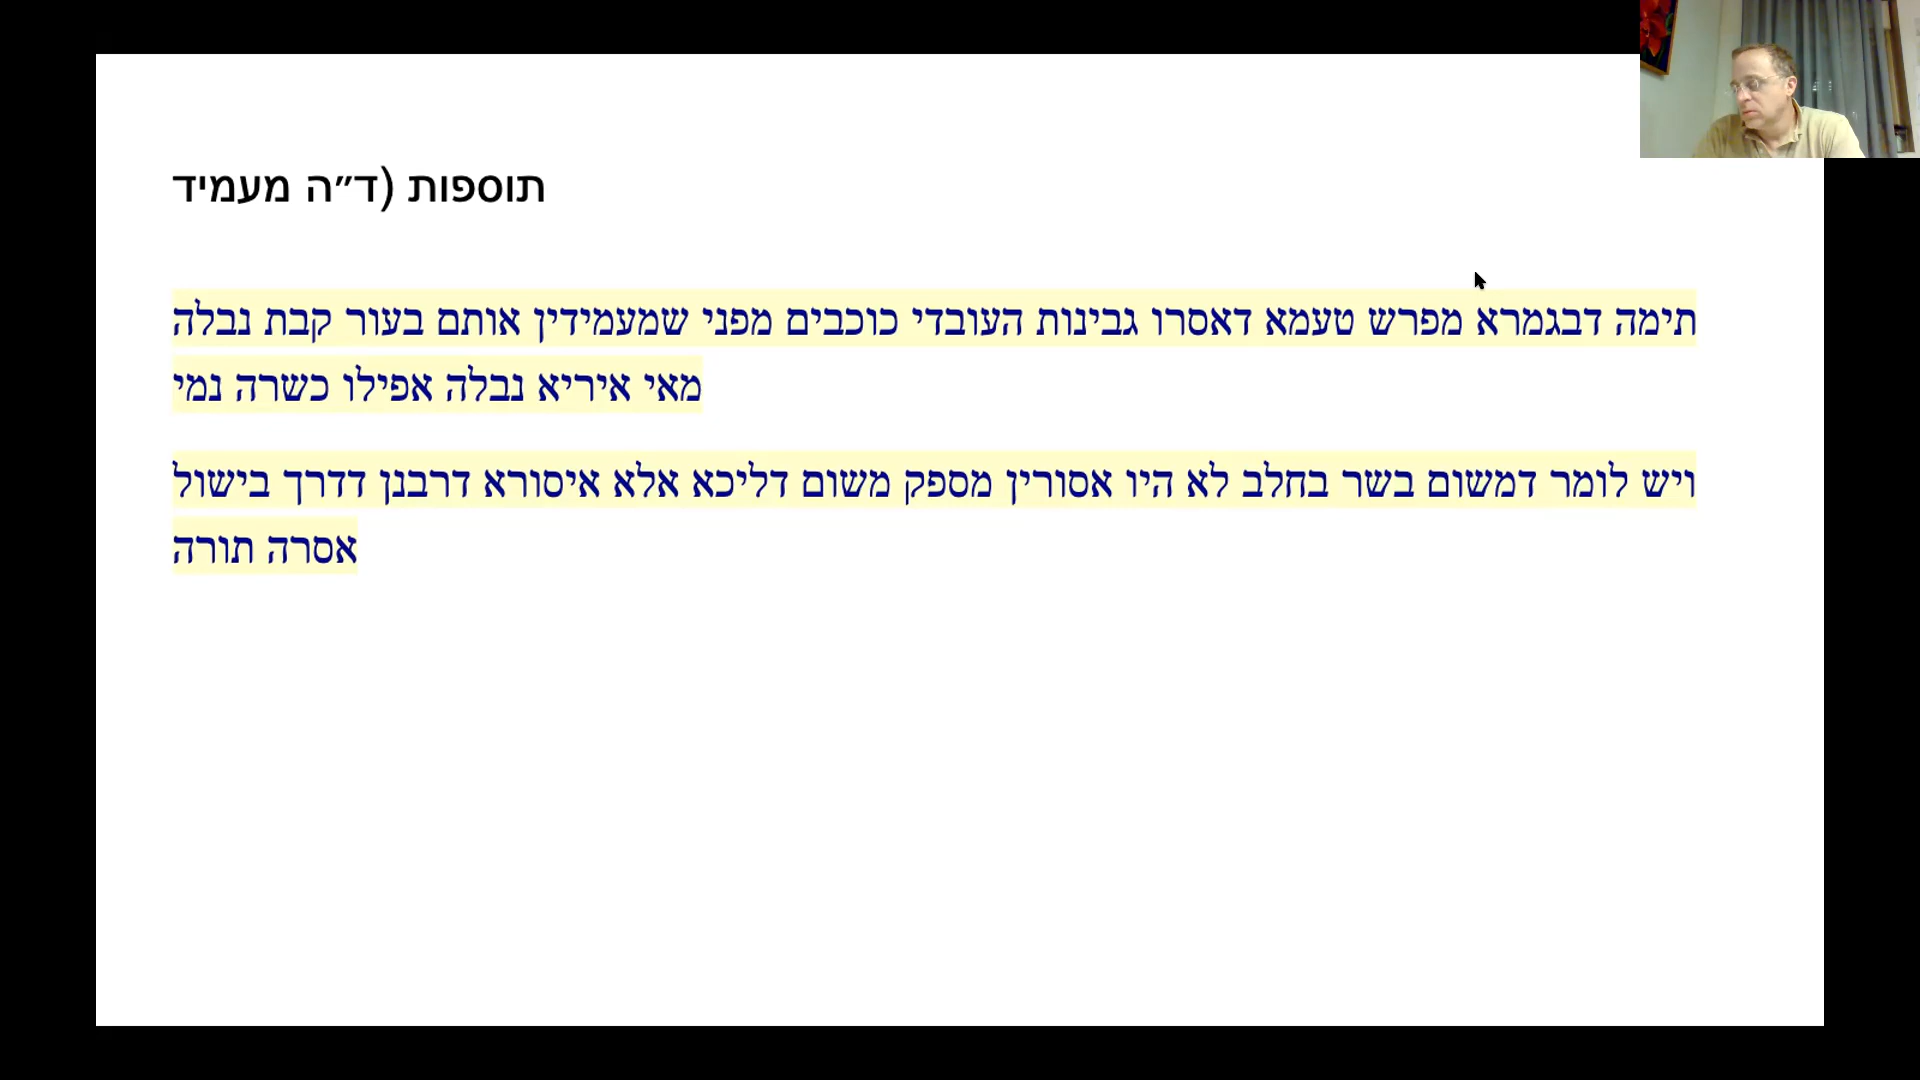 תוספות (ד״ה מעמיד
תימה דבגמרא מפרש טעמא דאסרו גבינות העובדי כוכבים מפני שמעמידין אותם בעור קבת נבלה
מאי איריא נבלה אפילו כשרה נמי
ויש לומר דמשום בשר בחלב לא היו אסורין מספק משום דליכא אלא איסורא דרבנן דדרך בישול
אסרה תורה